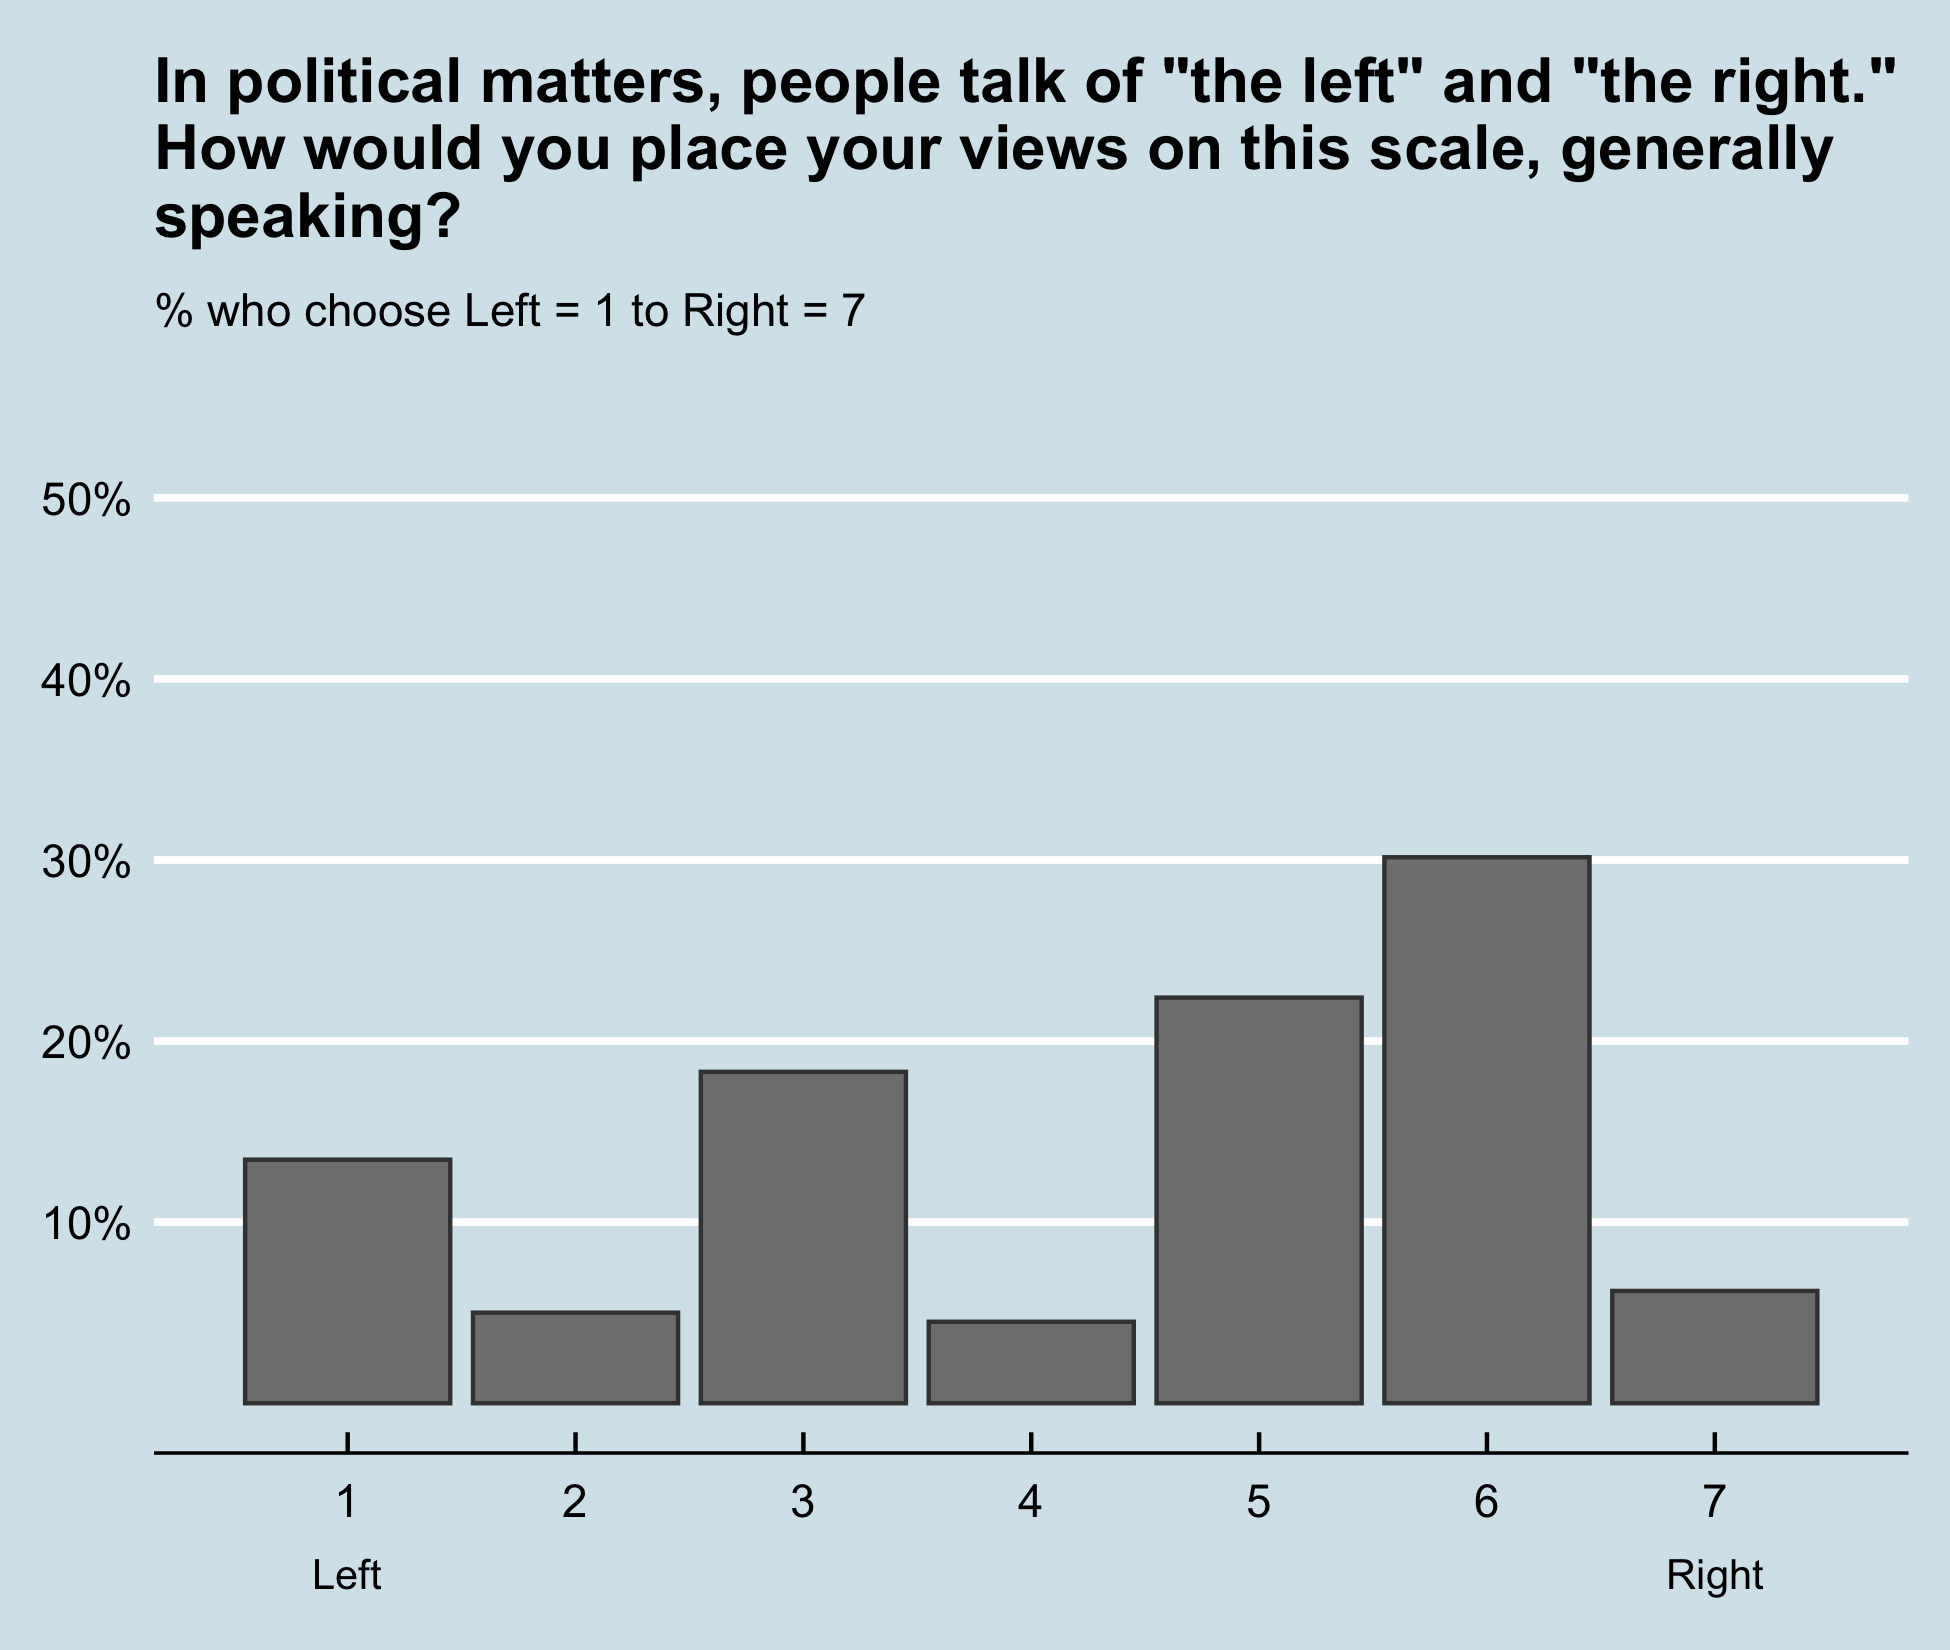 In political matters, people talk of "the left" and "the right."
How would you place your views on this scale, generally
speaking?
% who choose Left = 1 to Right = 7
50%
40%
30%
20%
10%
1 2 3 4 5 6 7
Left Right